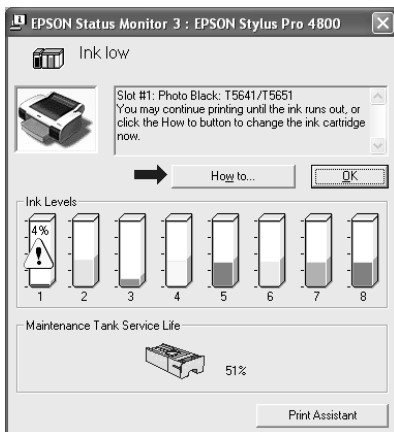 EPSON Status Monitor 3 : EPSON Stylus Pro 4800
Ink low
Slot #1: Photo Black: T5641/T5651
You may continue printing until the ink runs out, or
click the How to button to change the ink cartridge
now.
How to...
OK
Ink Levels
4%
1 2 3 4 5 6 7 8
Maintenance Tank Service Life
51%
Print Assistant